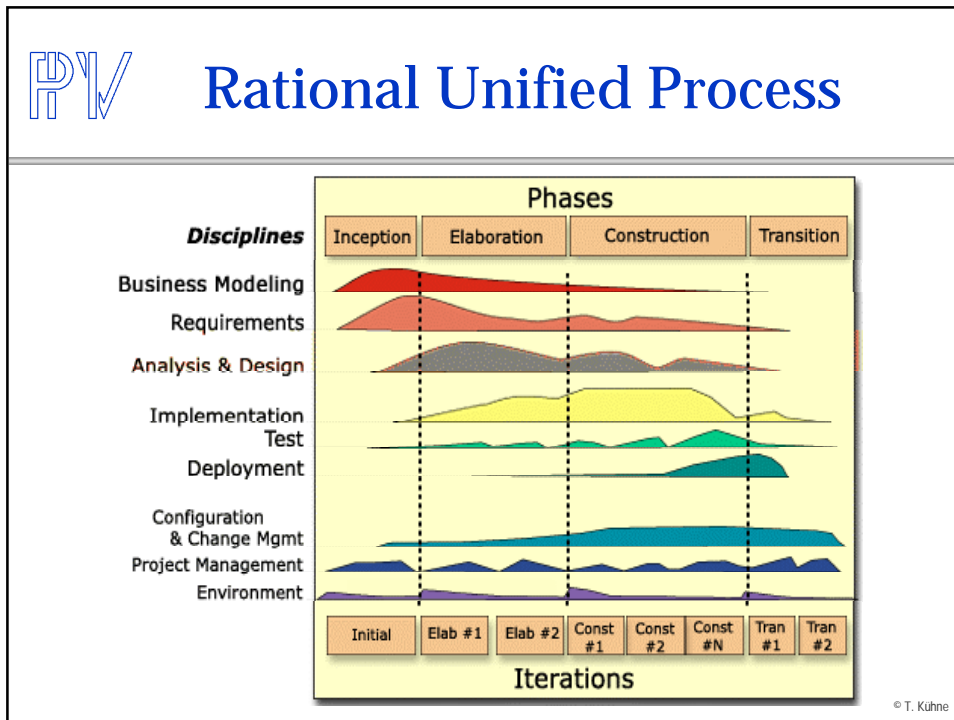 PPV
Rational Unified Process
Phases
Disciplines
Inception
Elaboration
Construction
Transition
Business Modeling
Requirements
Analysis & Design
Implementation
Test
Deployment
Configuration
& Change Mgmt
Project Management
Environment
Initial
Elab #1
Elab #2
Const
#1
Const
#2
Const
#N
Tran
#1
Tran
#2
Iterations
© T. Kühne